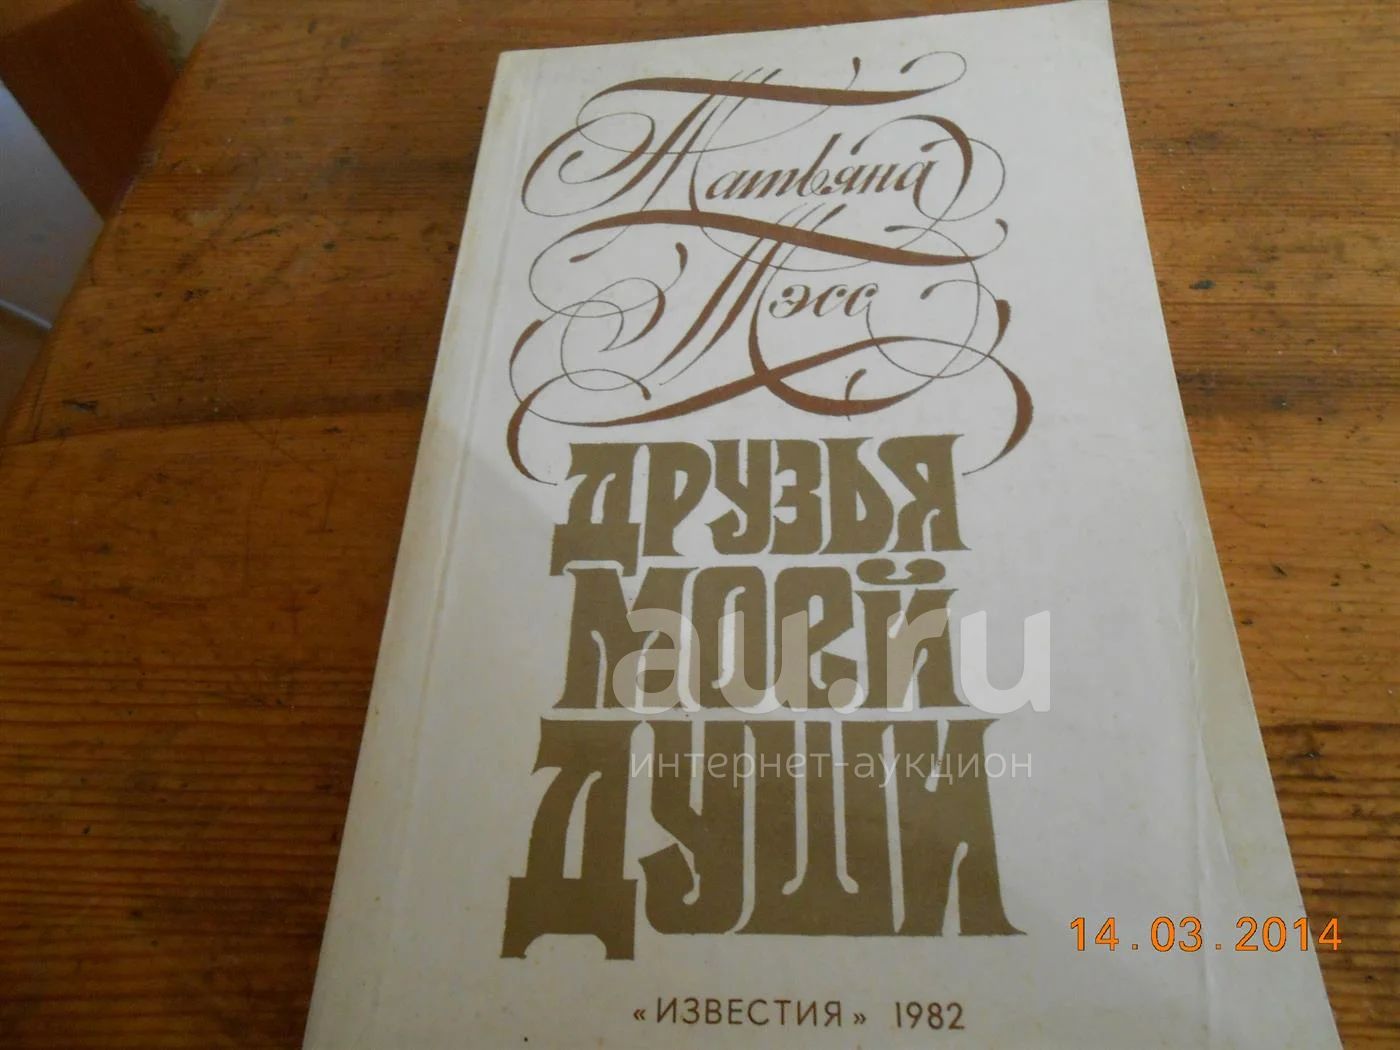 Татьяна
Тэсс
ДРУЗЬЯ
МОЕЙ
ДУШИ
au.ru
интернет-аукцион
14.03.2014
«ИЗВЕСТИЯ» 1982